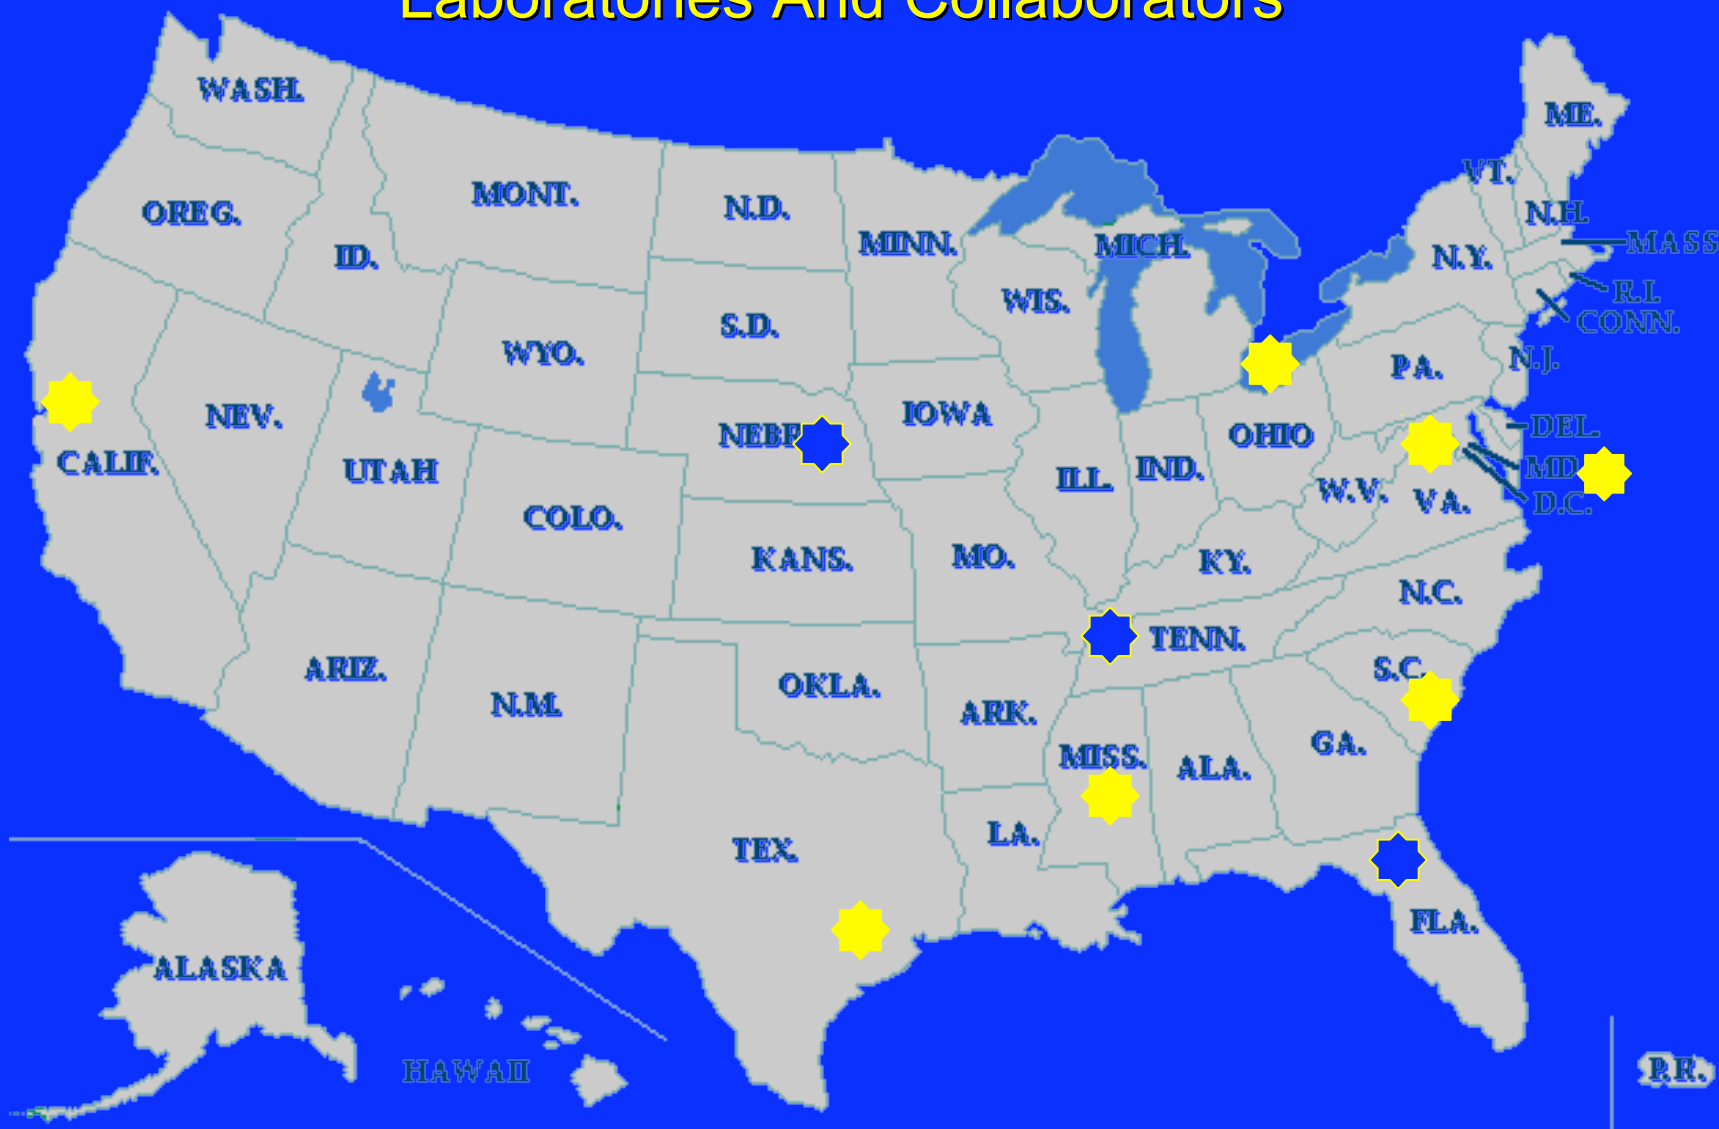 Laboratories And Collaborators
WASH.
ME.
VT.
MONT.
OREG.
N.D.
N.H.
MINN.
MICH.
MASS
ID.
N.Y.
R.I.
WIS.
CONN.
S.D.
WYO.
N.J.
PA.
NEV.
IOWA
DEL.
NEBR
OHIO
CALIF.
UTAH
ILL.
IND.
MD
W.V.
VA.
D.C.
COLO.
KANS.
MO.
KY.
N.C.
TENN.
ARIZ.
S.C.
OKLA.
N.M.
ARK.
GA.
MISS.
ALA.
LA.
TEX.
FLA.
ALASKA
HAWAII
P.R.